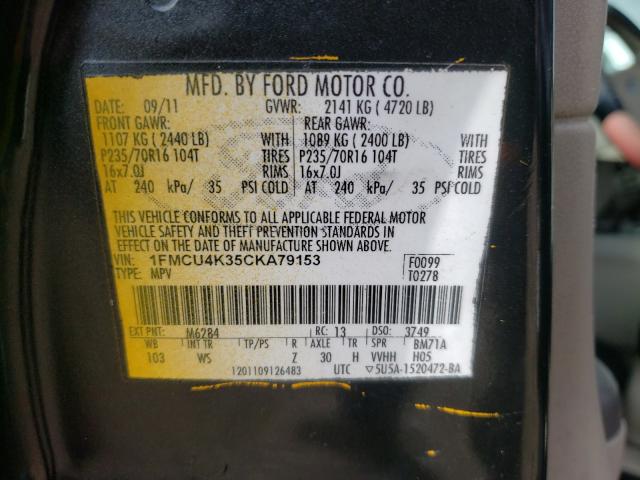 MFD. BY FORD MOTOR CO.
DATE: 09/11 GVWR: 2141 KG ( 4720 LB)
FRONT GAWR: REAR GAWR:
1107 KG ( 2440 LB) WITH 1089 KG ( 2400 LB) WITH
P235/70R16 104T TIRES P235/70R16 104T TIRES
16x7.0J RIMS 16x7.0J RIMS
AT 240 kPa/ 35 PSI COLD AT 240 kPa/ 35 PSI COLD
THIS VEHICLE CONFORMS TO ALL APPLICABLE FEDERAL MOTOR
VEHICLE SAFETY AND THEFT PREVENTION STANDARDS IN
EFFECT ON THE DATE OF MANUFACTURE SHOWN ABOVE.
VIN: 1FMCU4K35CKA79153 F0099
TYPE: MPV T0278
EXT PNT: M6284 RC: 13 DSO: 3749
WB INT TR TP/PS R AXLE TR SPR BM71A
103 WS Z 30 H VVHH H05
1201109126483 UTC ▽5U5A-1520472-BA